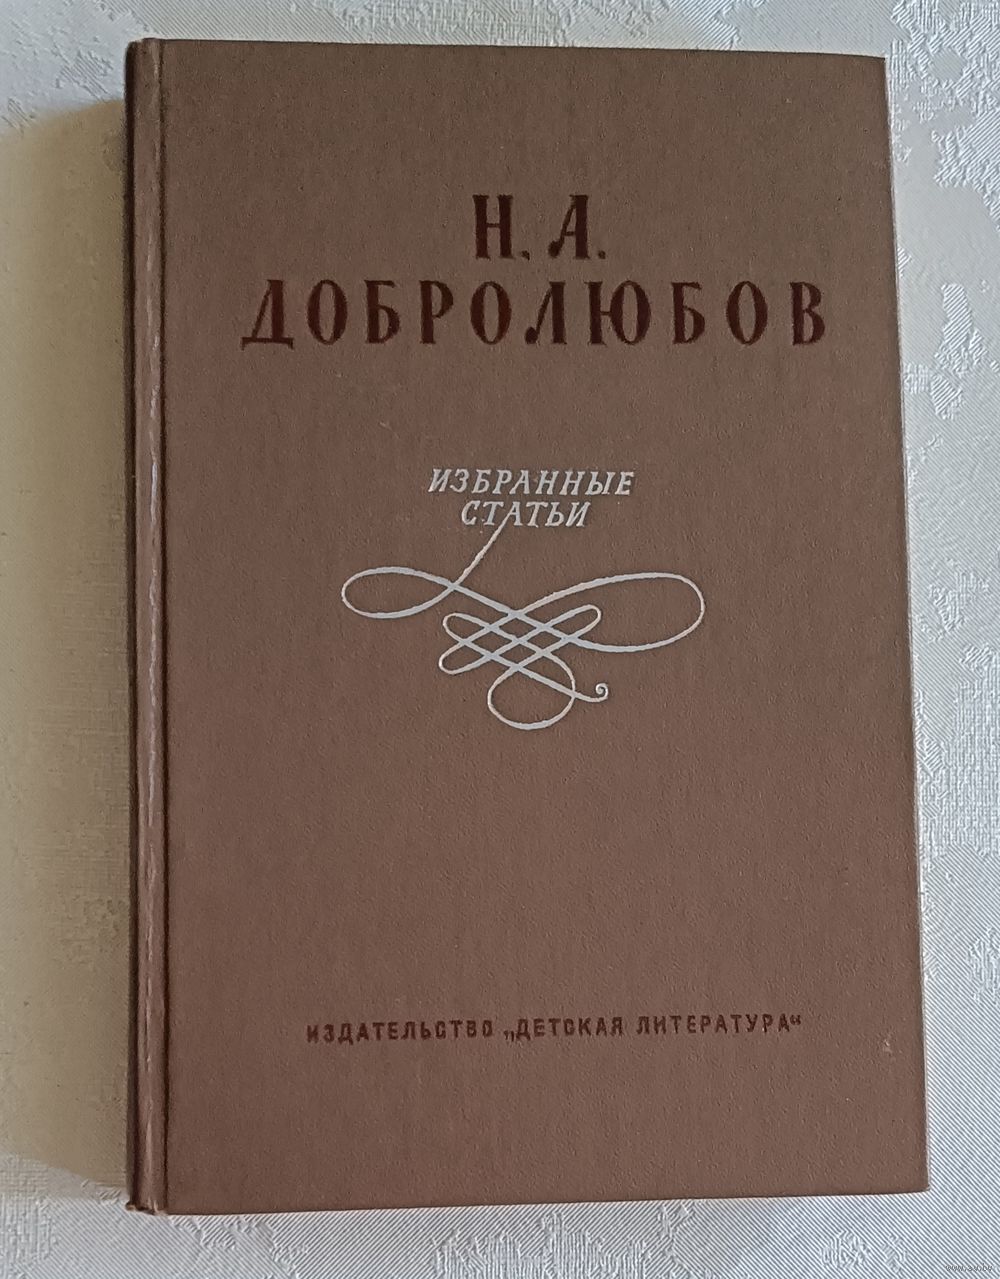 Н. А.
ДОБРОЛЮБОВ
ИЗБРАННЫЕ
СТАТЬИ
ИЗДАТЕЛЬСТВО „ДЕТСКАЯ ЛИТЕРАТУРА“